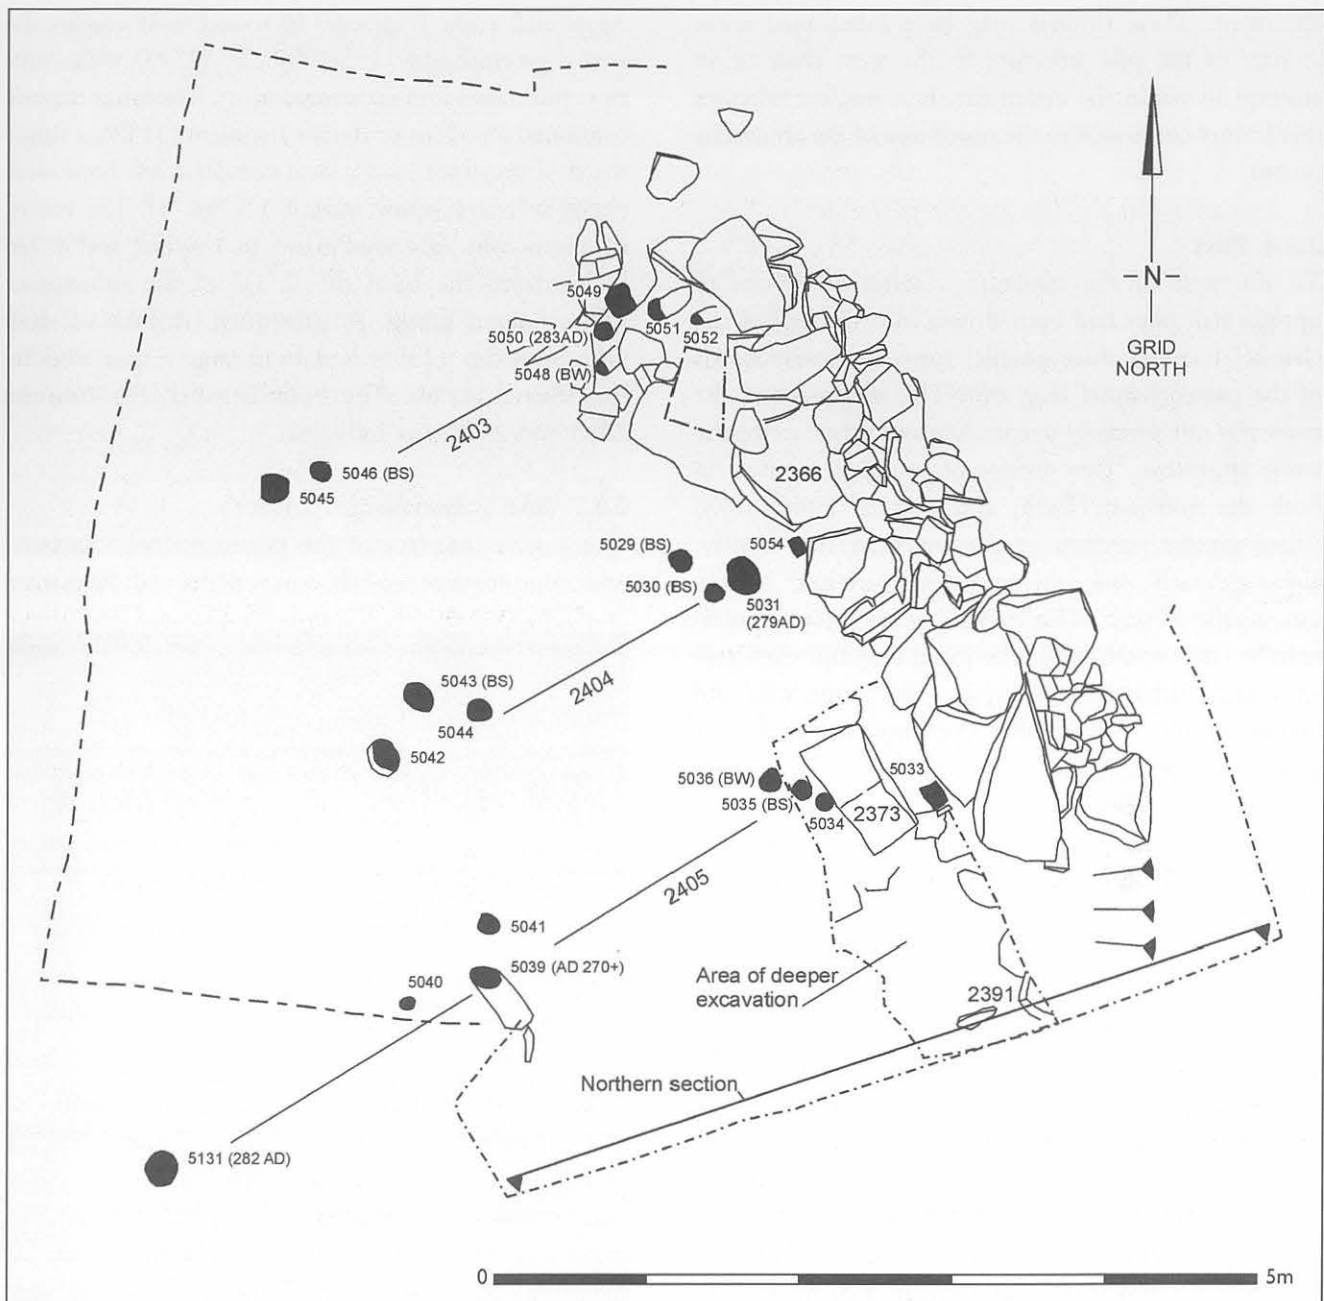 N
GRID
NORTH
5049
5051
5052
5050 (283AD)
5048 (BW)
2403
5046 (BS)
5045
2366
5029 (BS)
5054
5030 (BS)
5031
(279AD)
2404
5043 (BS)
5044
5042
5036 (BW)
5035 (BS)
5034
2373
5033
2405
5041
5039 (AD 270+)
5040
Area of deeper
excavation
2391
Northern section
5131 (282 AD)
0
5m